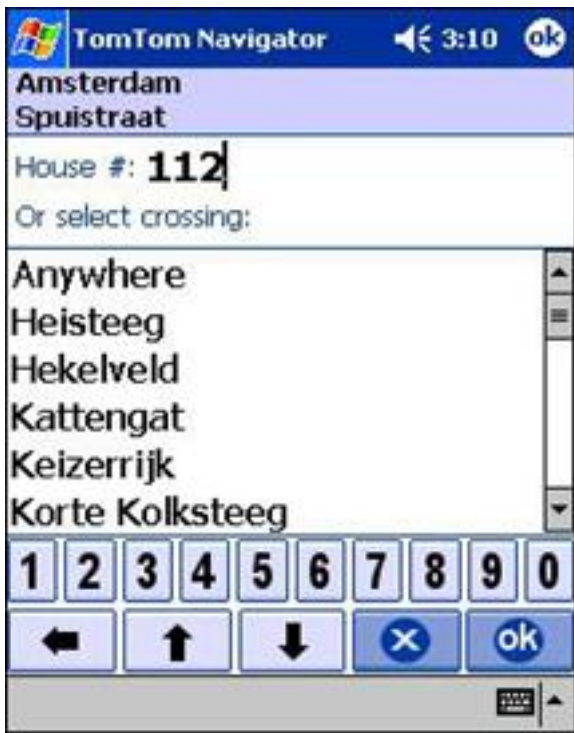 TomTom Navigator 3:10 ok
Amsterdam
Spuistraat
House #: 112
Or select crossing:
Anywhere
Heisteeg
Hekelveld
Kattengat
Keizerrijk
Korte Kolksteeg
1 2 3 4 5 6 7 8 9 0
ok